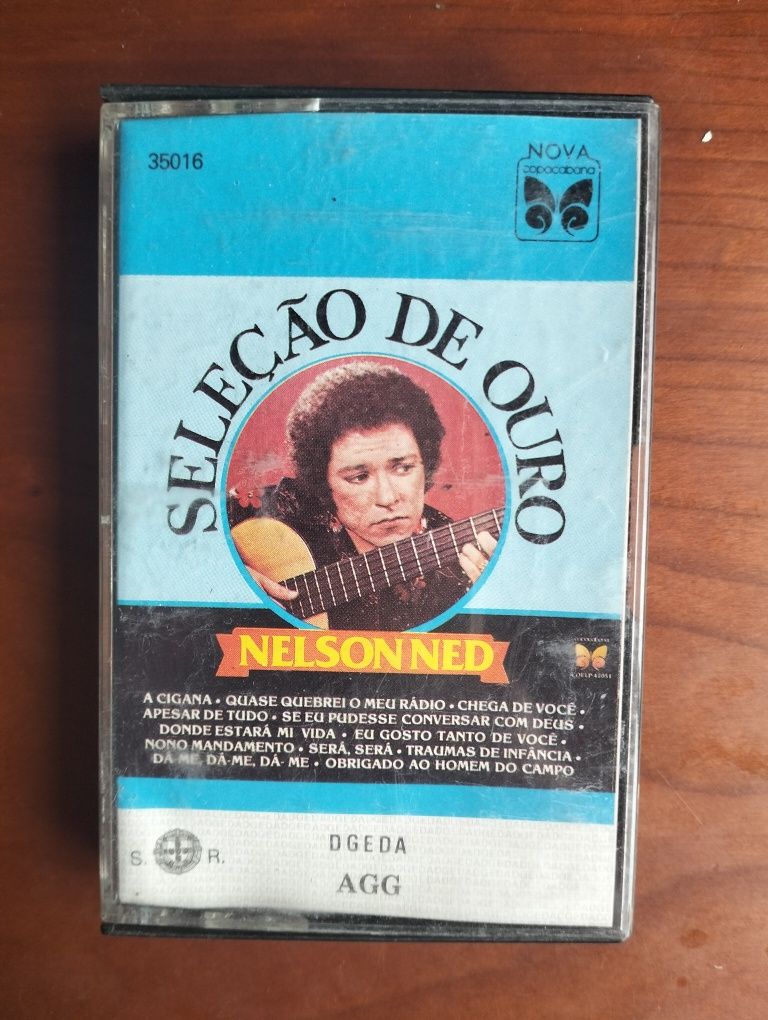 35016
NOVA
copacabana
SELEÇÃO DE OURO
NELSON NED
A CIGANA • QUASE QUEBREI O MEU RÁDIO • CHEGA DE VOCÊ •
APESAR DE TUDO • SE EU PUDESSE CONVERSAR COM DEUS •
DONDE ESTARÁ MI VIDA • EU GOSTO TANTO DE VOCÊ •
NONO MANDAMENTO • SERÁ, SERÁ • TRAUMAS DE INFÂNCIA •
DÁ-ME, DÁ-ME, DÁ-ME • OBRIGADO AO HOMEM DO CAMPO
DGEDA
S. R.
AGG